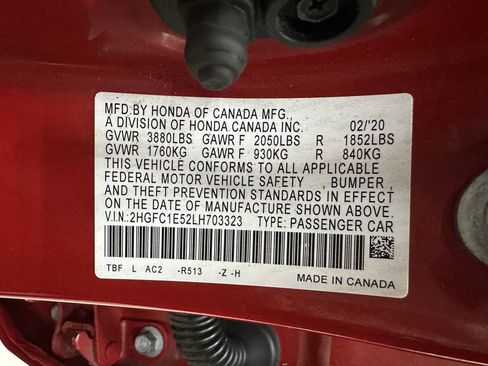 MFD.BY HONDA OF CANADA MFG.,
A DIVISION OF HONDA CANADA INC. 02/'20
GVWR 3880LBS GAWR F 2050LBS R 1852LBS
GVWR 1760KG GAWR F 930KG R 840KG
THIS VEHICLE CONFORMS TO ALL APPLICABLE
FEDERAL MOTOR VEHICLE SAFETY , BUMPER ,
AND THEFT PREVENTION STANDARDS IN EFFECT
ON THE DATE OF MANUFACTURE SHOWN ABOVE.
V.I.N: 2HGFC1E52LH703323 TYPE: PASSENGER CAR
TBF L AC2 -R513 -Z -H
MADE IN CANADA